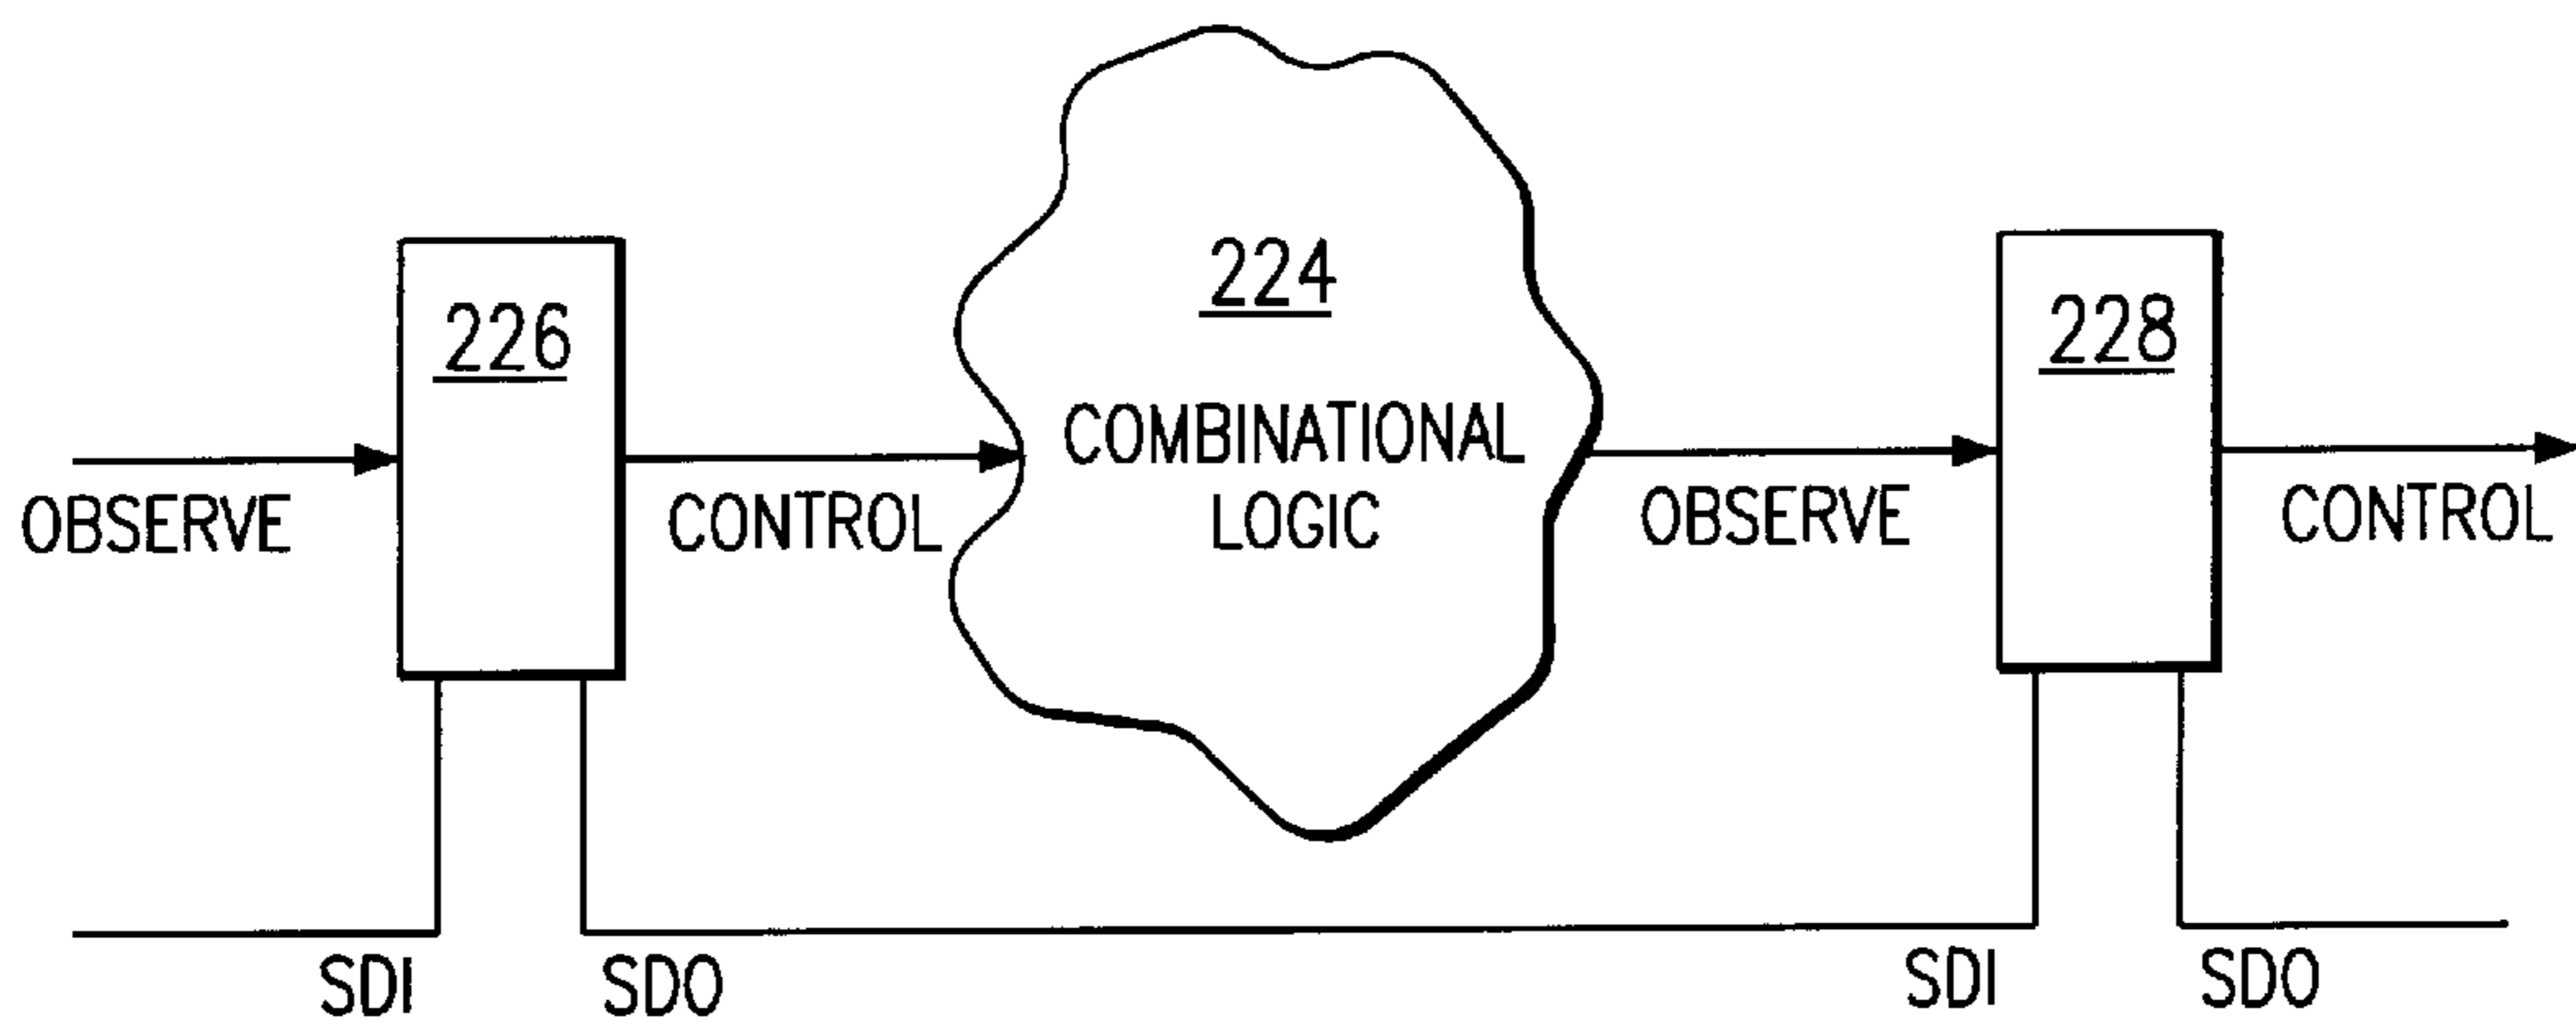 224
226
228
COMBINATIONAL
LOGIC
OBSERVE
CONTROL
OBSERVE
CONTROL
SDI
SDO
SDI
SDO